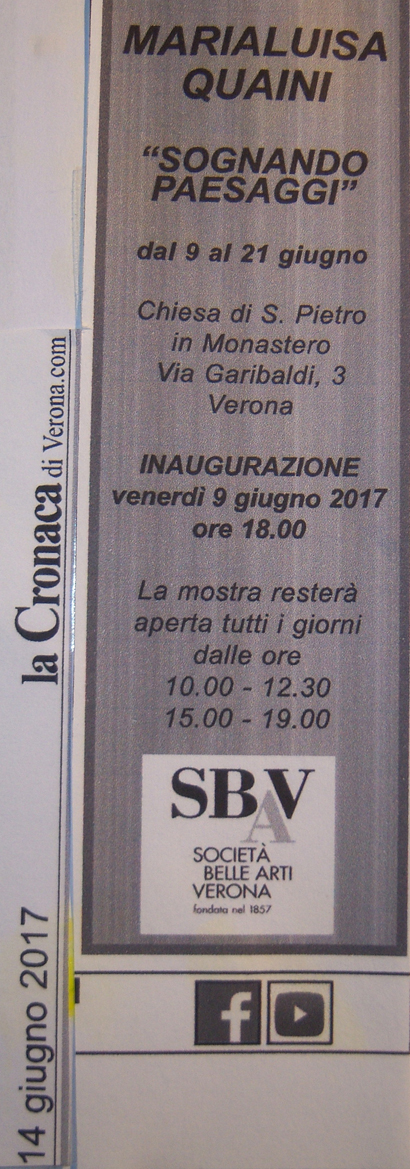 MARIALUISA
QUAINI
“SOGNANDO
PAESAGGI”
dal 9 al 21 giugno
Chiesa di S. Pietro
in Monastero
Via Garibaldi, 3
Verona
INAUGURAZIONE
venerdì 9 giugno 2017
ore 18.00
La mostra resterà
aperta tutti i giorni
dalle ore
10.00 - 12.30
15.00 - 19.00
SBAV
SOCIETÀ
BELLE ARTI
VERONA
fondata nel 1857
f
la Cronaca di Verona.com
14 giugno 2017